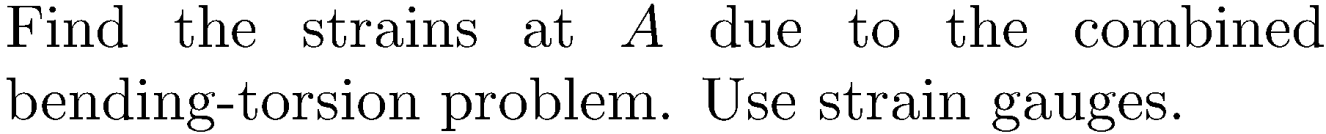 Find the strains at A due to the combined
bending-torsion problem. Use strain gauges.